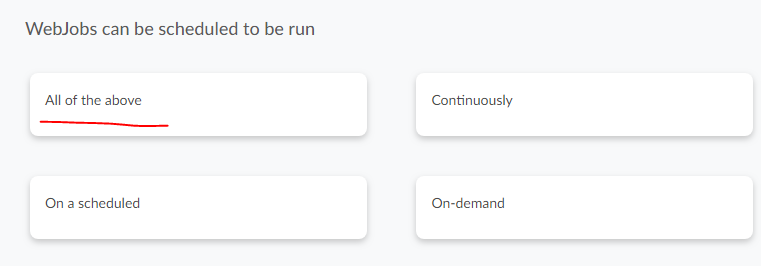 WebJobs can be scheduled to be run
All of the above
Continuously
On a scheduled
On-demand